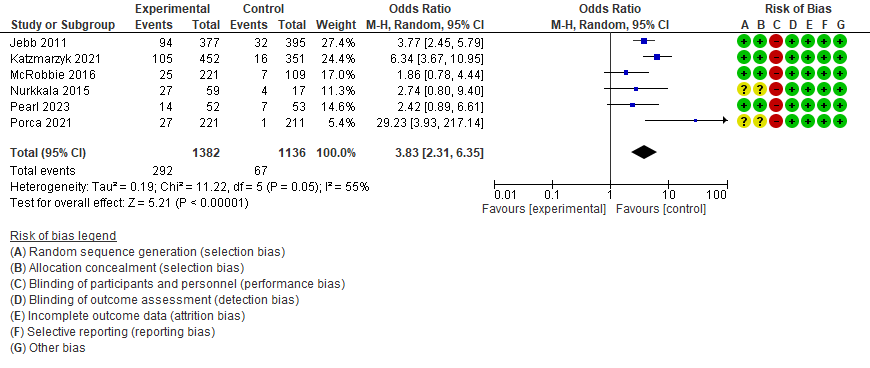 Experimental Control Odds Ratio Odds Ratio Risk of Bias
Study or Subgroup Events Total Events Total Weight M-H, Random, 95% CI M-H, Random, 95% CI A B C D E F G
Jebb 2011 94 377 32 395 27.4% 3.77 [2.45, 5.79] + + - + + + +
Katzmarzyk 2021 105 452 16 351 24.4% 6.34 [3.67, 10.95] + + - + + + +
McRobbie 2016 25 221 7 109 17.0% 1.86 [0.78, 4.44] + + - + + + +
Nurkkala 2015 27 59 4 17 11.3% 2.74 [0.80, 9.40] ? ? - + + + +
Pearl 2023 14 52 7 53 14.6% 2.42 [0.89, 6.61] + + - + + + +
Porca 2021 27 221 1 211 5.4% 29.23 [3.93, 217.14] ? ? - + + + +
Total (95% CI) 1382 1136 100.0% 3.83 [2.31, 6.35]
Total events 292 67
Heterogeneity: Tau² = 0.19; Chi² = 11.22, df = 5 (P = 0.05); I² = 55%
Test for overall effect: Z = 5.21 (P < 0.00001)
0.01 0.1 1 10 100
Favours [experimental] Favours [control]
Risk of bias legend
(A) Random sequence generation (selection bias)
(B) Allocation concealment (selection bias)
(C) Blinding of participants and personnel (performance bias)
(D) Blinding of outcome assessment (detection bias)
(E) Incomplete outcome data (attrition bias)
(F) Selective reporting (reporting bias)
(G) Other bias